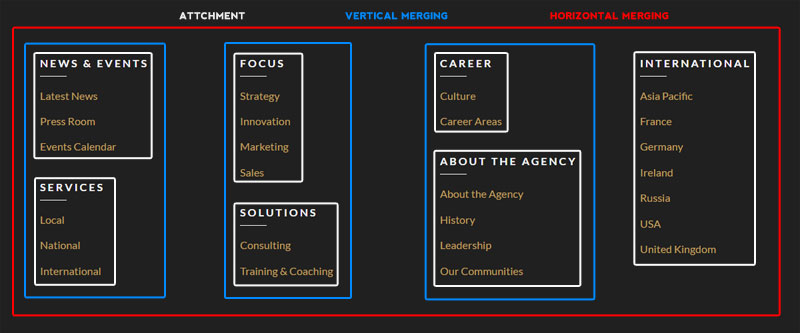 ATTCHMENT
VERTICAL MERGING
HORIZONTAL MERGING
NEWS & EVENTS
Latest News
Press Room
Events Calendar
SERVICES
Local
National
International
FOCUS
Strategy
Innovation
Marketing
Sales
SOLUTIONS
Consulting
Training & Coaching
CAREER
Culture
Career Areas
ABOUT THE AGENCY
About the Agency
History
Leadership
Our Communities
INTERNATIONAL
Asia Pacific
France
Germany
Ireland
Russia
USA
United Kingdom